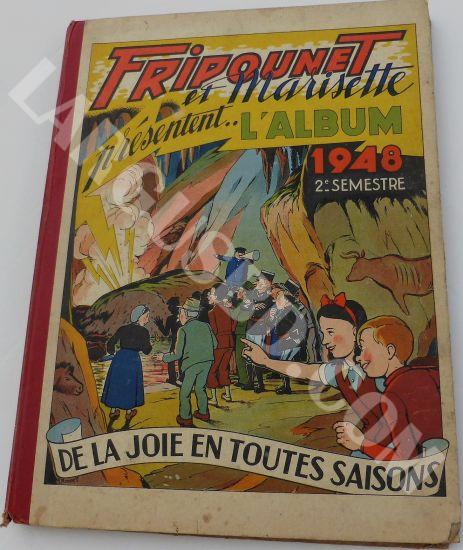 FRIPOUNET
et Marisette
présentent..
L'ALBUM
1948
2e SEMESTRE
DE LA JOIE EN TOUTES SAISONS